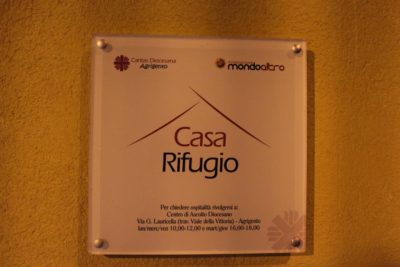 Caritas Diocesana
Agrigento
mondoaltro
Casa
Rifugio
Per chiedere ospitalità rivolgersi a:
Centro di Ascolto Diocesano
Via G. Lauricella (trav. Viale della Vittoria) - Agrigento
lun/merc/ven 10,00-12,00 e mart/giov 16,00-18,00